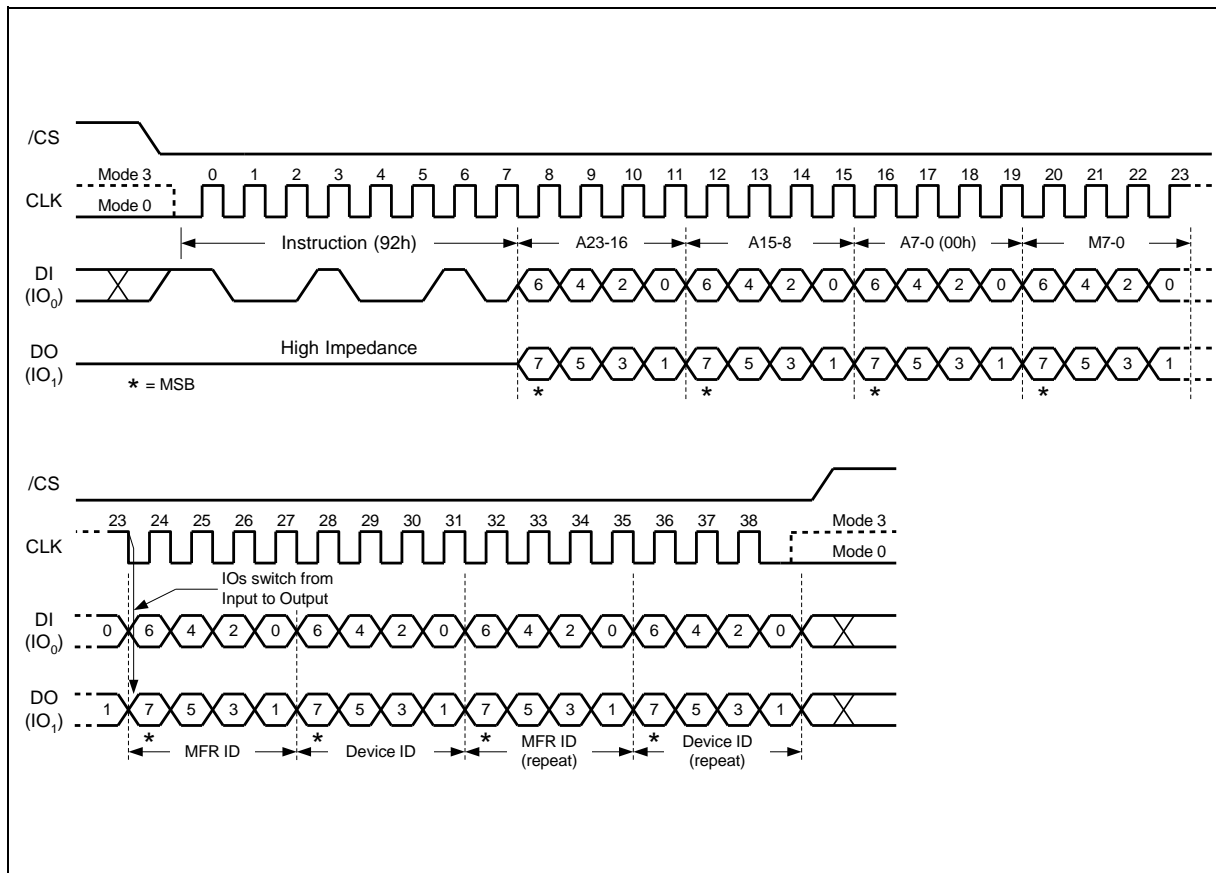 /CS
Mode 3 0 1 2 3 4 5 6 7 8 9 10 11 12 13 14 15 16 17 18 19 20 21 22 23
CLK
Mode 0
Instruction (92h) A23-16 A15-8 A7-0 (00h) M7-0
DI
(IO0)
6 4 2 0 6 4 2 0 6 4 2 0 6 4 2 0
High Impedance
DO
(IO1)
7 5 3 1 7 5 3 1 7 5 3 1 7 5 3 1
* = MSB * * * *
/CS
23 24 25 26 27 28 29 30 31 32 33 34 35 36 37 38 Mode 3
CLK
Mode 0
IOs switch from
Input to Output
DI
(IO0)
0 6 4 2 0 6 4 2 0 6 4 2 0 6 4 2 0
DO
(IO1)
1 7 5 3 1 7 5 3 1 7 5 3 1 7 5 3 1
* * * *
MFR ID Device ID MFR ID
(repeat)
Device ID
(repeat)